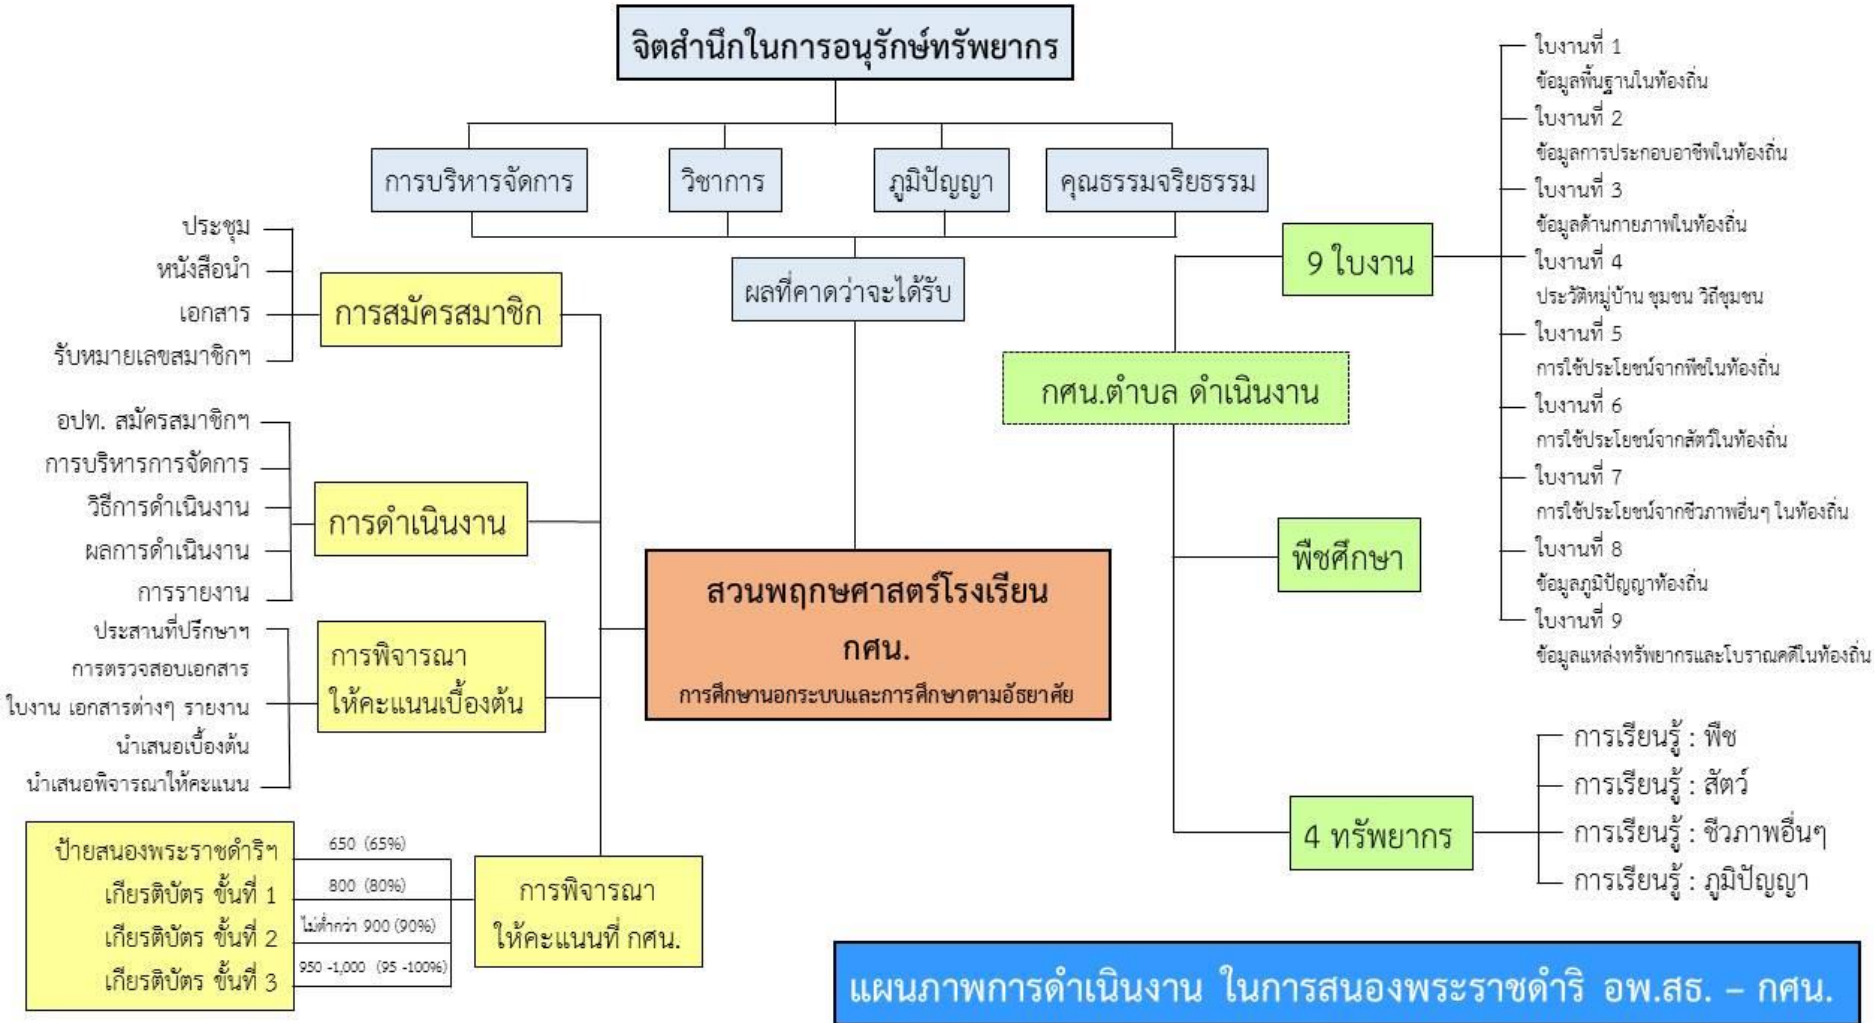 จิตสำนึกในการอนุรักษ์ทรัพยากร
การบริหารจัดการ
วิชาการ
ภูมิปัญญา
คุณธรรมจริยธรรม
ผลที่คาดว่าจะได้รับ
ประชุม
หนังสือนำ
เอกสาร
รับหมายเลขสมาชิกฯ
การสมัครสมาชิก
อปท. สมัครสมาชิกฯ
การบริหารการจัดการ
วิธีการดำเนินงาน
ผลการดำเนินงาน
การรายงาน
การดำเนินงาน
ประสานที่ปรึกษาฯ
การตรวจสอบเอกสาร
ใบงาน เอกสารต่างๆ รายงาน
นำเสนอเบื้องต้น
นำเสนอพิจารณาให้คะแนน
การพิจารณา
ให้คะแนนเบื้องต้น
ป้ายสนองพระราชดำริฯ
650 (65%)
เกียรติบัตร ขั้นที่ 1
800 (80%)
เกียรติบัตร ขั้นที่ 2
ไม่ต่ำกว่า 900 (90%)
เกียรติบัตร ขั้นที่ 3
950 -1,000 (95 -100%)
การพิจารณา
ให้คะแนนที่ กศน.
สวนพฤกษศาสตร์โรงเรียน
กศน.
การศึกษานอกระบบและการศึกษาตามอัธยาศัย
กศน.ตำบล ดำเนินงาน
9 ใบงาน
ใบงานที่ 1
ข้อมูลพื้นฐานในท้องถิ่น
ใบงานที่ 2
ข้อมูลการประกอบอาชีพในท้องถิ่น
ใบงานที่ 3
ข้อมูลด้านกายภาพในท้องถิ่น
ใบงานที่ 4
ประวัติหมู่บ้าน ชุมชน วิถีชุมชน
ใบงานที่ 5
การใช้ประโยชน์จากพืชในท้องถิ่น
ใบงานที่ 6
การใช้ประโยชน์จากสัตว์ในท้องถิ่น
ใบงานที่ 7
การใช้ประโยชน์จากชีวภาพอื่นๆ ในท้องถิ่น
ใบงานที่ 8
ข้อมูลภูมิปัญญาท้องถิ่น
ใบงานที่ 9
ข้อมูลแหล่งทรัพยากรและโบราณคดีในท้องถิ่น
พืชศึกษา
4 ทรัพยากร
การเรียนรู้ : พืช
การเรียนรู้ : สัตว์
การเรียนรู้ : ชีวภาพอื่นๆ
การเรียนรู้ : ภูมิปัญญา
แผนภาพการดำเนินงาน ในการสนองพระราชดำริ อพ.สธ. – กศน.